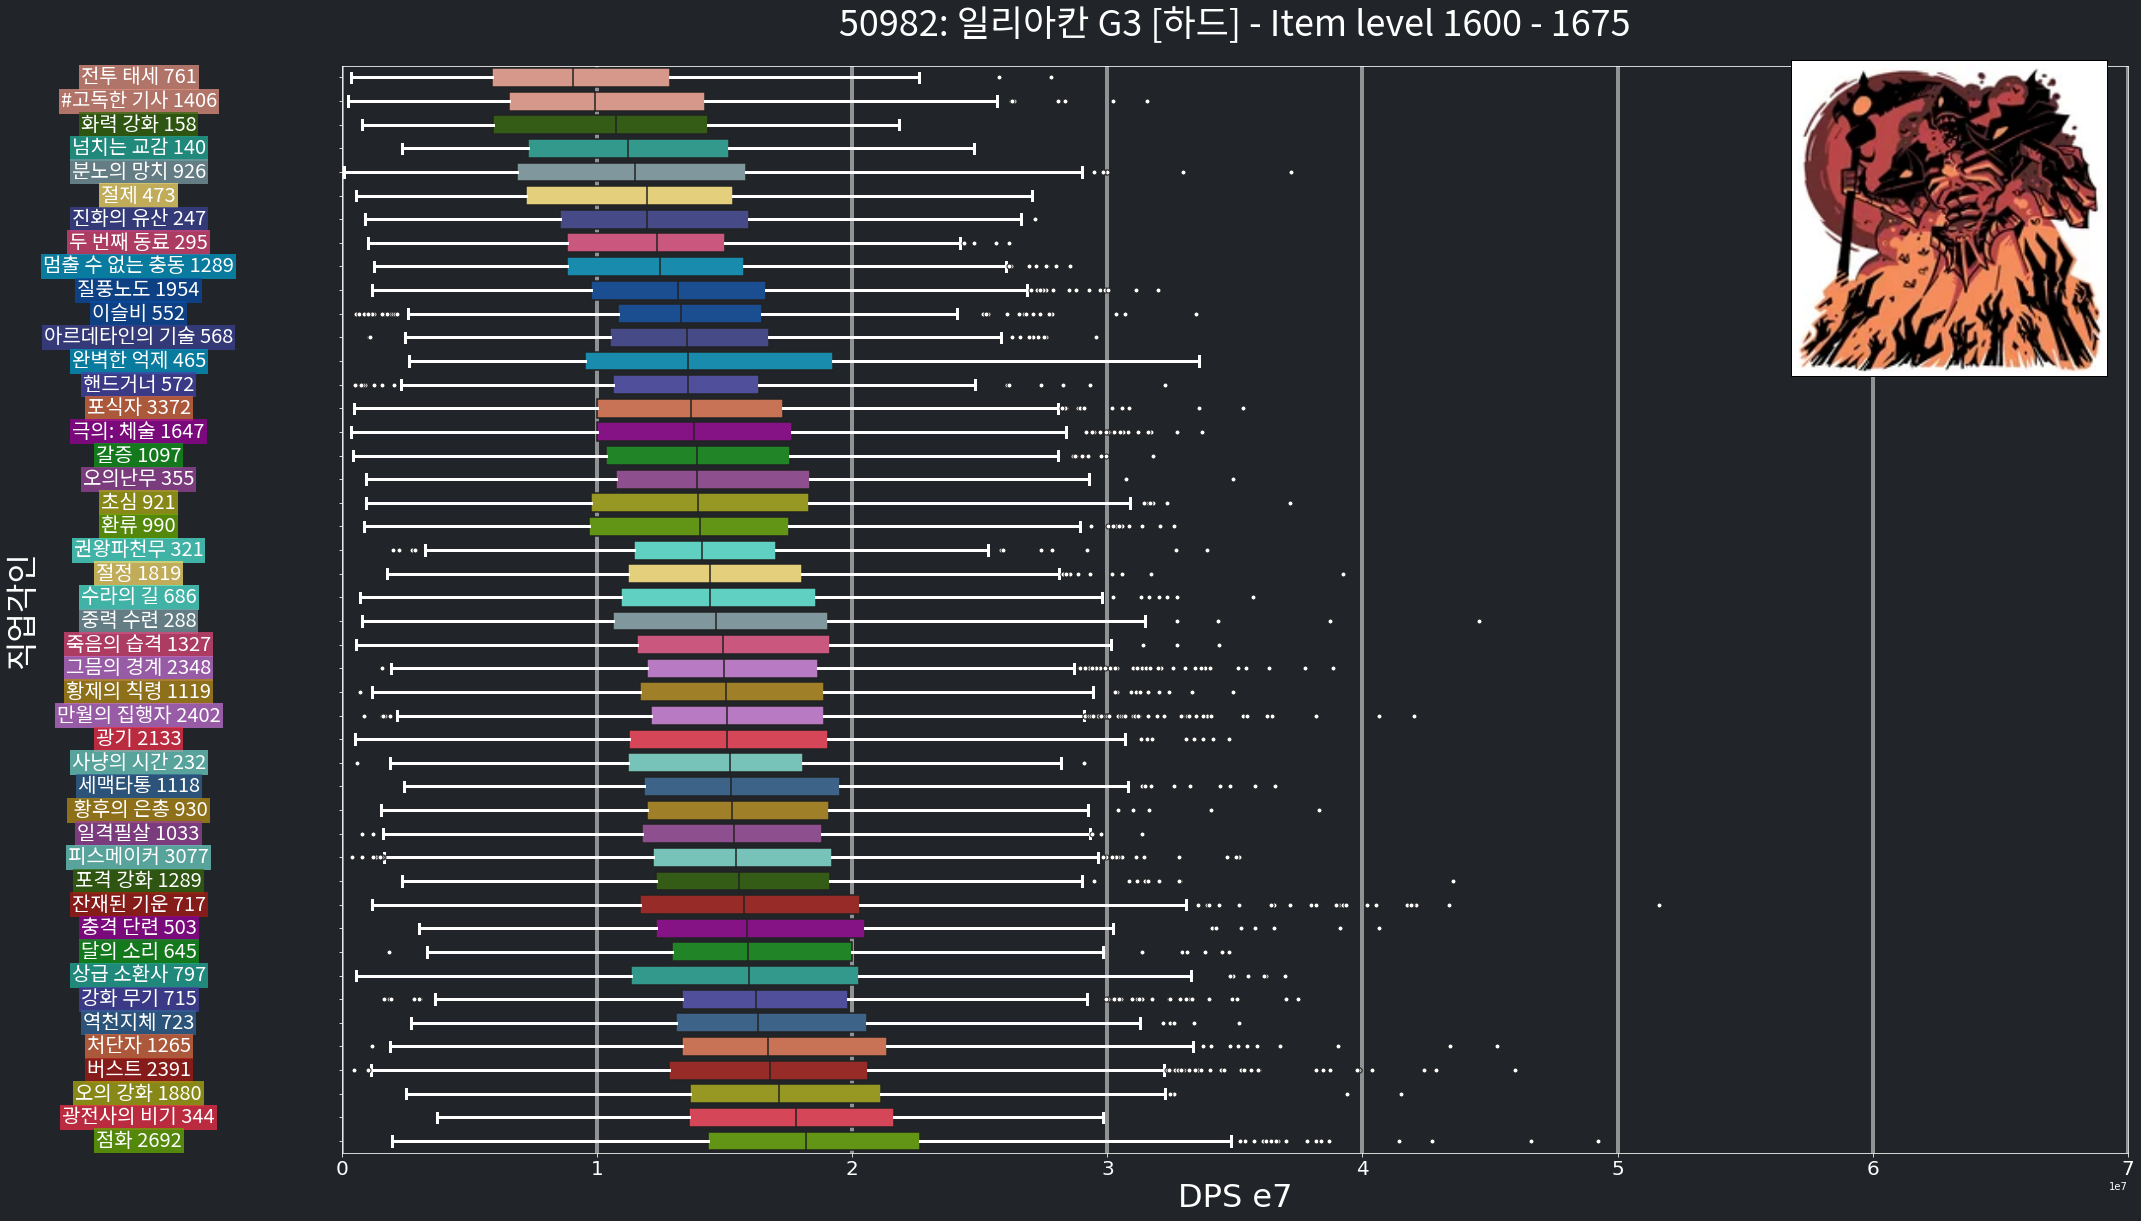 50982: 일리아칸 G3 [하드] - Item level 1600 - 1675
전투 태세 761
#고독한 기사 1406
화력 강화 158
넘치는 교감 140
분노의 망치 926
절제 473
진화의 유산 247
두 번째 동료 295
멈출 수 없는 충동 1289
질풍노도 1954
이슬비 552
아르데타인의 기술 568
완벽한 억제 465
핸드거너 572
포식자 3372
극의: 체술 1647
갈증 1097
오의난무 355
초심 921
환류 990
권왕파천무 321
절정 1819
수라의 길 686
중력 수련 288
죽음의 습격 1327
그믐의 경계 2348
황제의 칙령 1119
만월의 집행자 2402
광기 2133
사냥의 시간 232
세맥타통 1118
황후의 은총 930
일격필살 1033
피스메이커 3077
포격 강화 1289
잔재된 기운 717
충격 단련 503
달의 소리 645
상급 소환사 797
강화 무기 715
역천지체 723
처단자 1265
버스트 2391
오의 강화 1880
광전사의 비기 344
점화 2692
직업각인
0 1 2 3 4 5 6 7
DPS e7
1e7